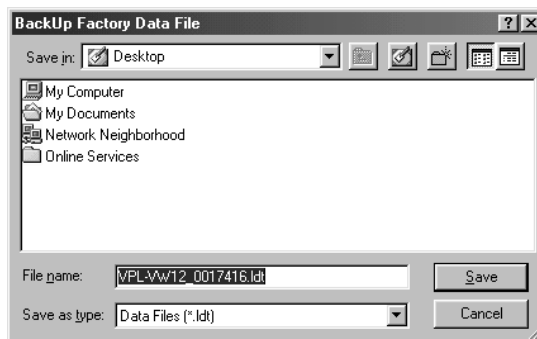 BackUp Factory Data File
Save in: Desktop
My Computer
My Documents
Network Neighborhood
Online Services
File name: VPL-VW12_0017416.ldt Save
Save as type: Data Files (*.ldt) Cancel